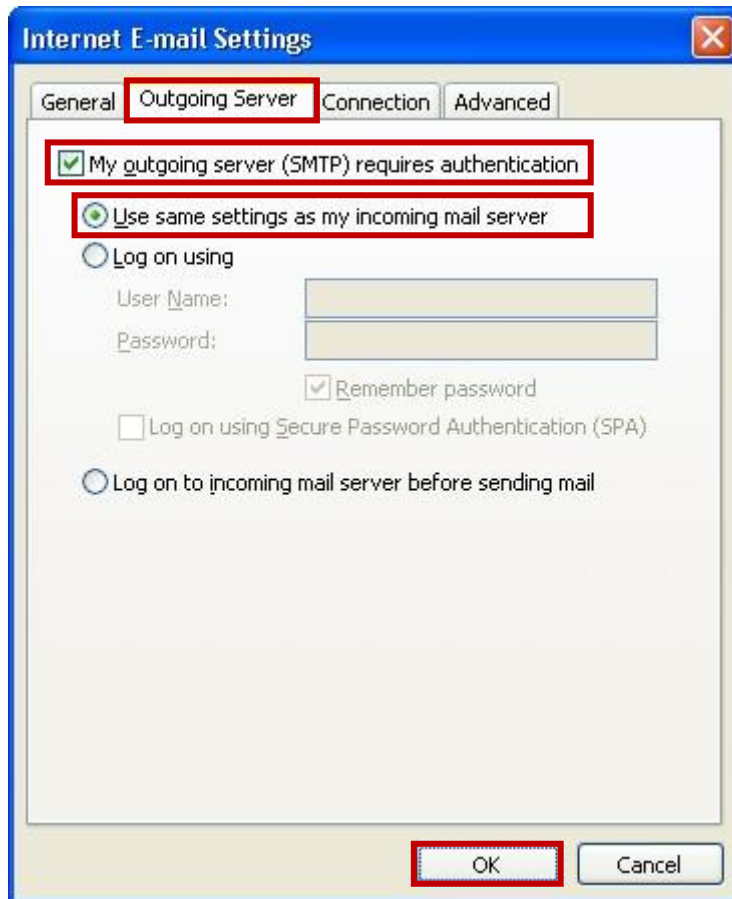 Internet E-mail Settings
General Outgoing Server Connection Advanced
My outgoing server (SMTP) requires authentication
Use same settings as my incoming mail server
Log on using
User Name:
Password:
Remember password
Log on using Secure Password Authentication (SPA)
Log on to incoming mail server before sending mail
OK Cancel